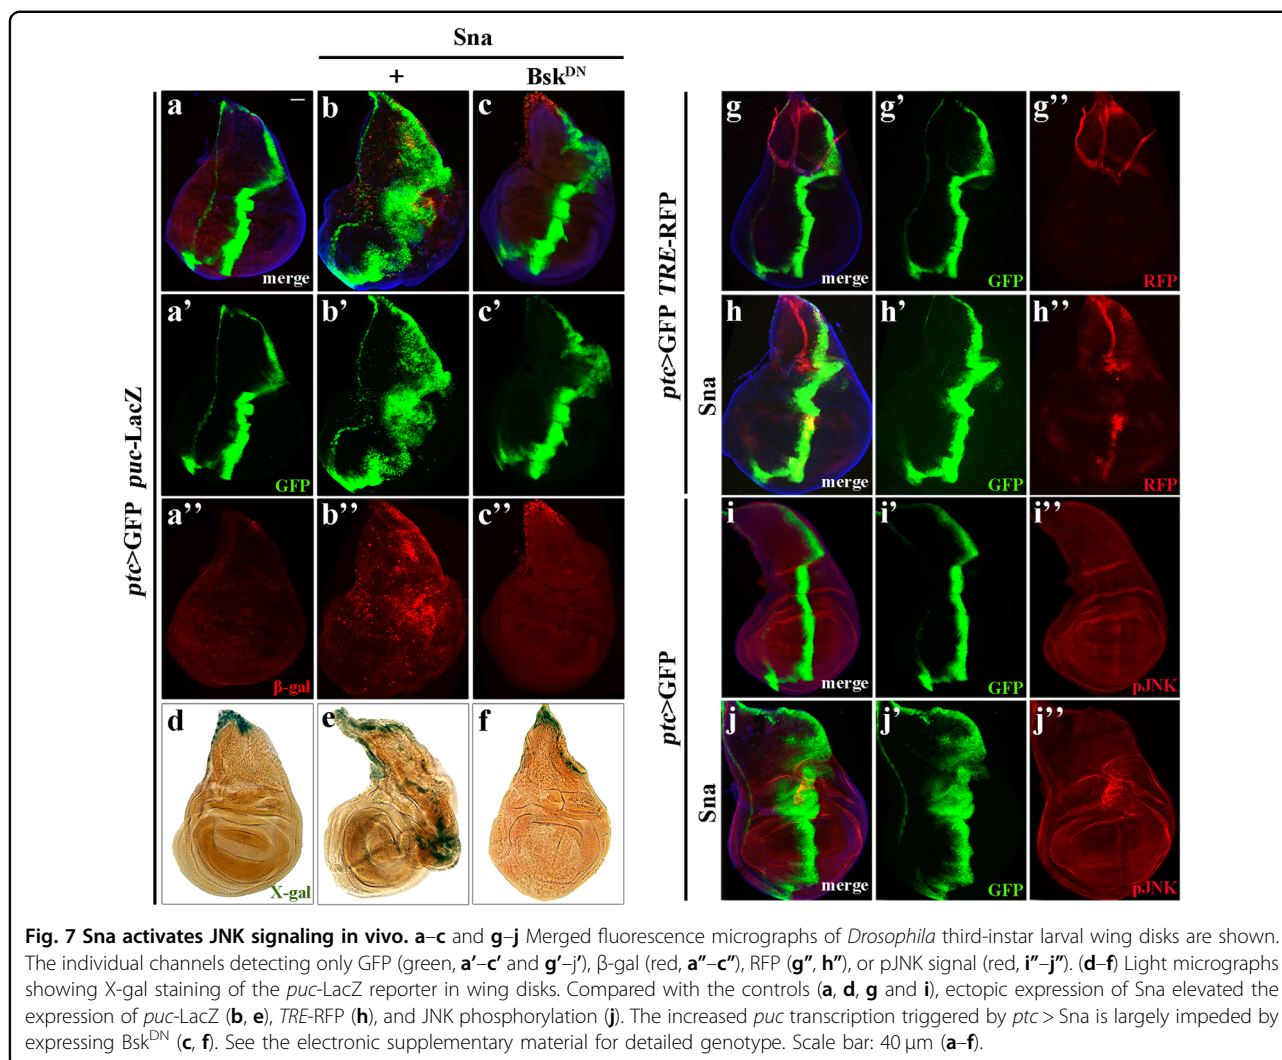 Sna
+ Bsk^DN
ptc>GFP puc-LacZ
a merge
b
c
a’ GFP
b’
c’
a’’ β-gal
b’’
c’’
d X-gal
e
f
ptc>GFP TRE-RFP
g merge
g’ GFP
g’’ RFP
Sna
h merge
h’ GFP
h’’ RFP
ptc>GFP
i merge
i’ GFP
i’’ pJNK
Sna
j merge
j’ GFP
j’’ pJNK
Fig. 7 Sna activates JNK signaling in vivo. a–c and g–j Merged fluorescence micrographs of Drosophila third-instar larval wing disks are shown.
The individual channels detecting only GFP (green, a′–c′ and g′–j′), β-gal (red, a″–c″), RFP (g″, h″), or pJNK signal (red, i″–j″). (d–f) Light micrographs
showing X-gal staining of the puc-LacZ reporter in wing disks. Compared with the controls (a, d, g and i), ectopic expression of Sna elevated the
expression of puc-LacZ (b, e), TRE-RFP (h), and JNK phosphorylation (j). The increased puc transcription triggered by ptc > Sna is largely impeded by
expressing Bsk^DN (c, f). See the electronic supplementary material for detailed genotype. Scale bar: 40 μm (a–f).